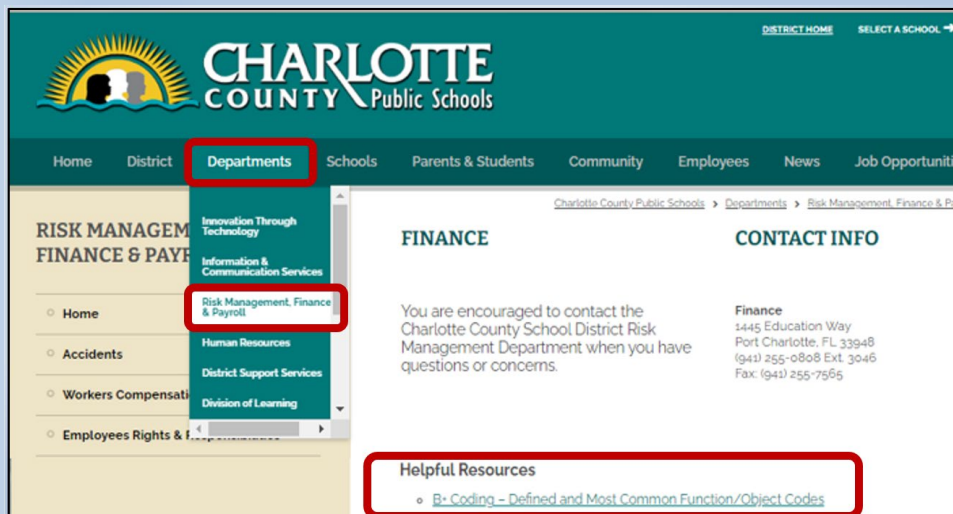 DISTRICT HOME SELECT A SCHOOL
CHARLOTTE
COUNTY Public Schools
Home District Departments Schools Parents & Students Community Employees News Job Opportuniti
Charlotte County Public Schools > Departments > Risk Management, Finance & Pa
RISK MANAGEM
FINANCE & PAYR
Home
Accidents
Workers Compensati
Employees Rights &
Innovation Through
Technology
Information &
Communication Services
Risk Management, Finance
& Payroll
Human Resources
District Support Services
Division of Learning
FINANCE
You are encouraged to contact the
Charlotte County School District Risk
Management Department when you have
questions or concerns.
CONTACT INFO
Finance
1445 Education Way
Port Charlotte, FL 33948
(941) 255-0808 Ext. 3046
Fax: (941) 255-7565
Helpful Resources
B+ Coding – Defined and Most Common Function/Object Codes